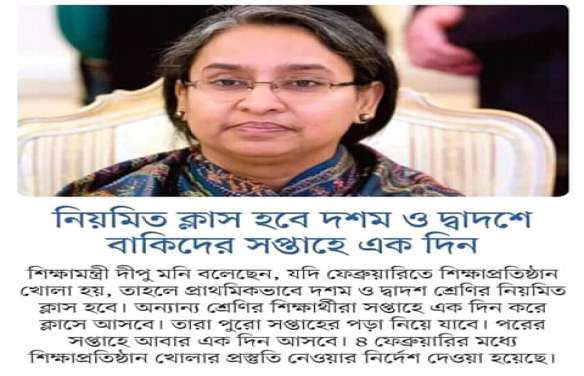 নিয়মিত ক্লাস হবে দশম ও দ্বাদশে
বাকিদের সপ্তাহে এক দিন
শিক্ষামন্ত্রী দীপু মনি বলেছেন, যদি ফেব্রুয়ারিতে শিক্ষাপ্রতিষ্ঠান
খোলা হয়, তাহলে প্রাথমিকভাবে দশম ও দ্বাদশ শ্রেণির নিয়মিত
ক্লাস হবে। অন্যান্য শ্রেণির শিক্ষার্থীরা সপ্তাহে এক দিন করে
ক্লাসে আসবে। তারা পুরো সপ্তাহের পড়া নিয়ে যাবে। পরের
সপ্তাহে আবার এক দিন আসবে। ৪ ফেব্রুয়ারির মধ্যে
শিক্ষাপ্রতিষ্ঠান খোলার প্রস্তুতি নেওয়ার নির্দেশ দেওয়া হয়েছে।